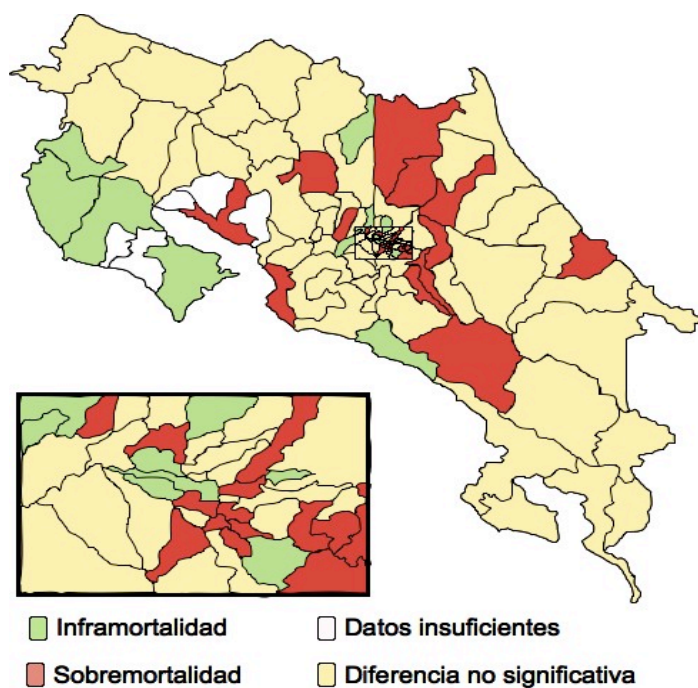 Inframortalidad
Datos insuficientes
Sobremortalidad
Diferencia no significativa